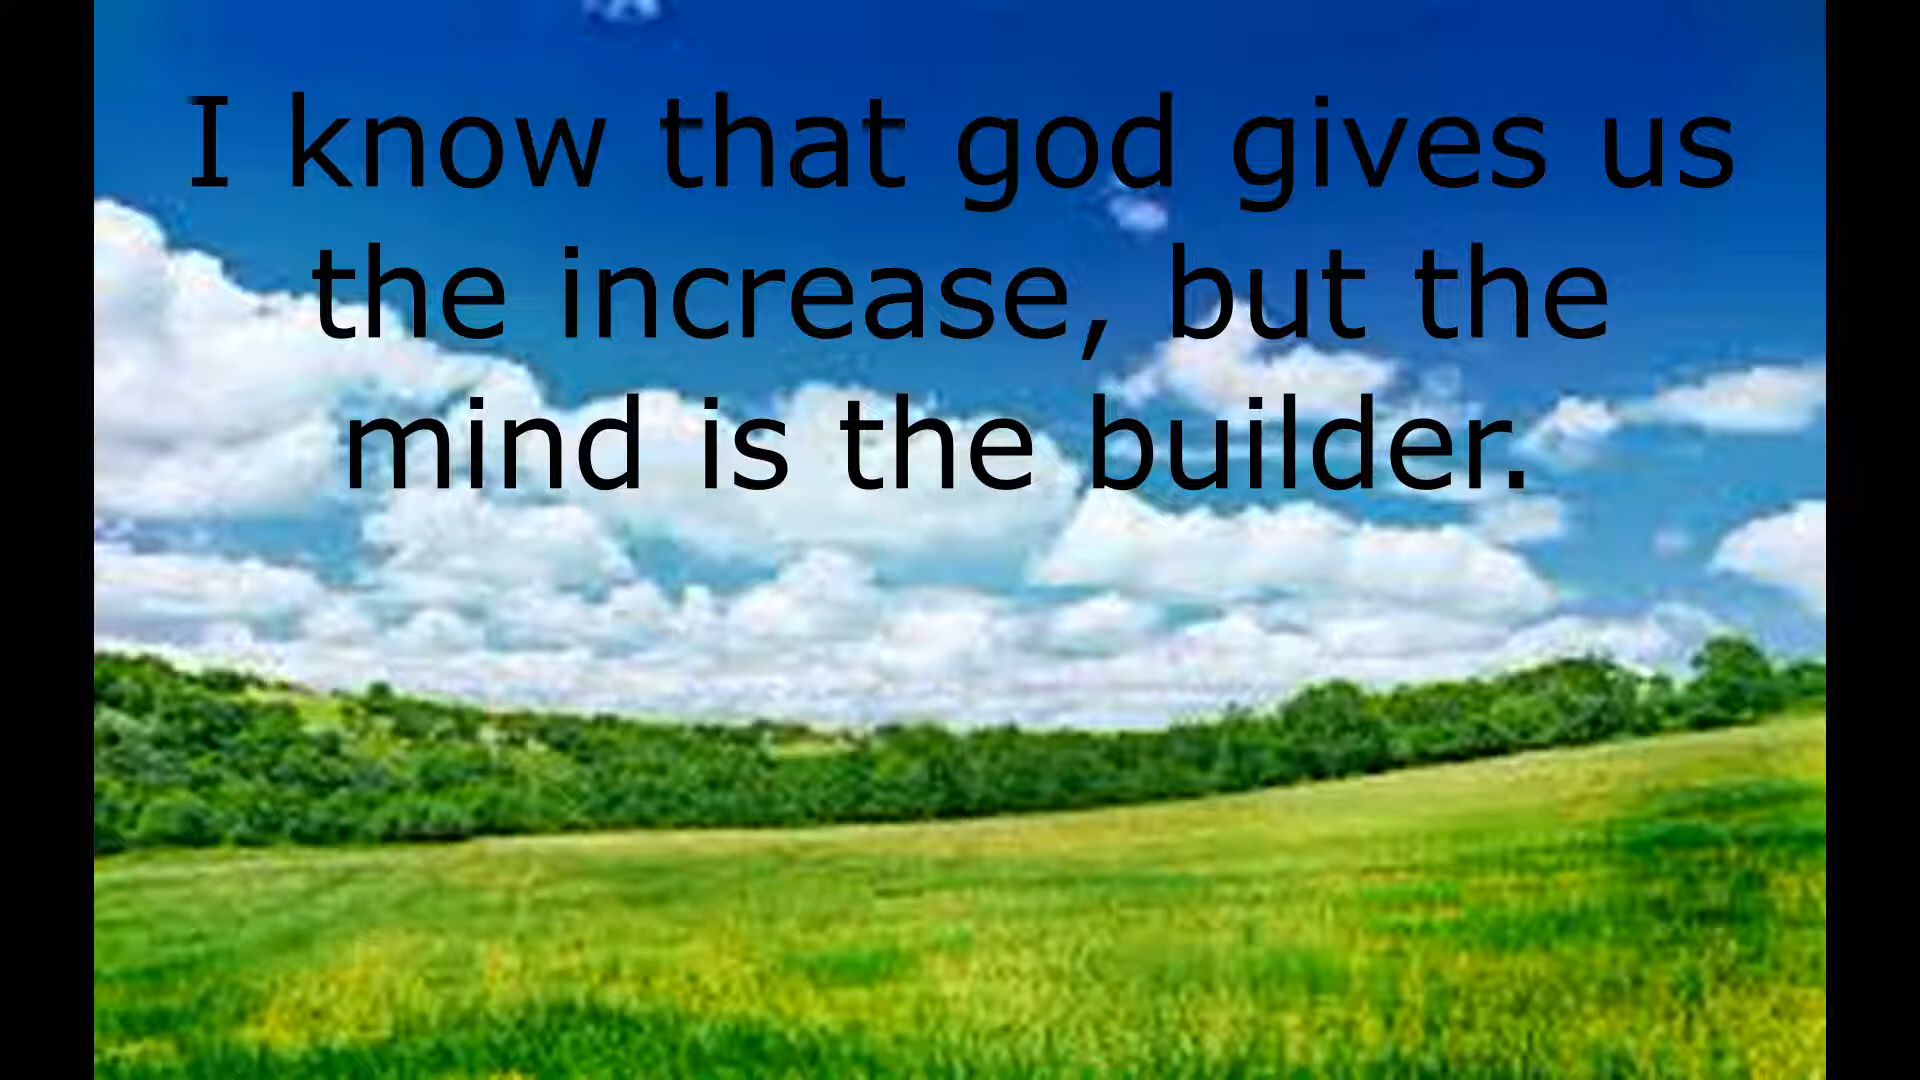 I know that god gives us
the increase, but the
mind is the builder.